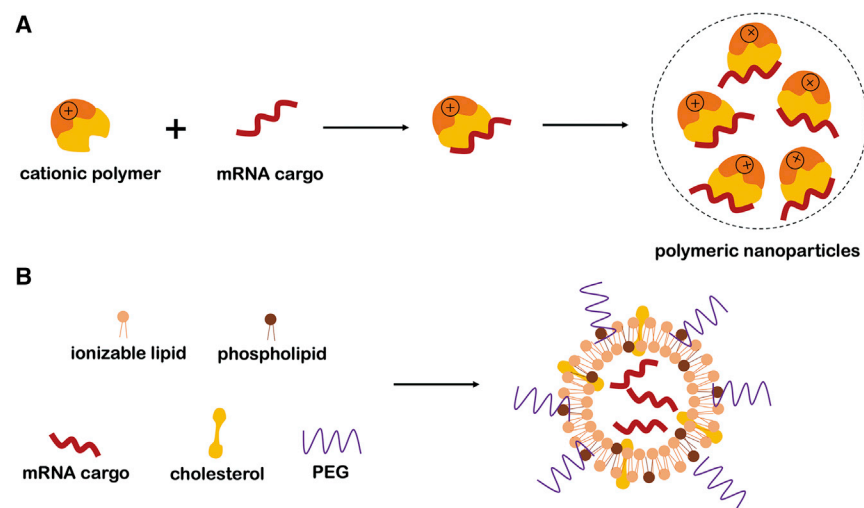 A
+
+
+
+
+
+
+
+
cationic polymer
mRNA cargo
polymeric nanoparticles
B
ionizable lipid
phospholipid
mRNA cargo
cholesterol
PEG